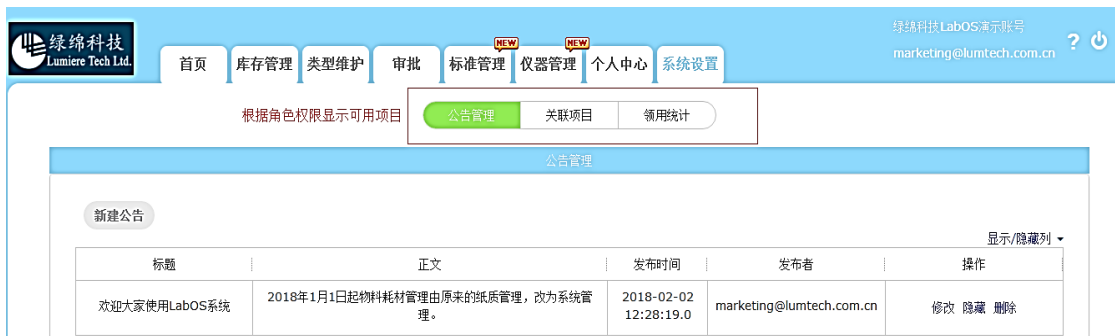 绿绵科技
Lumiere Tech Ltd.
绿绵科技LabOS演示账号
marketing@lumtech.com.cn
?
首页 库存管理 类型维护 审批 标准管理 NEW 仪器管理 NEW 个人中心 系统设置
根据角色权限显示可用项目 公告管理 关联项目 领用统计
公告管理
新建公告
显示/隐藏列
标题 正文 发布时间 发布者 操作
欢迎大家使用LabOS系统
2018年1月1日起物料耗材管理由原来的纸质管理，改为系统管
理。
2018-02-02
12:28:19.0
marketing@lumtech.com.cn
修改 隐藏 删除